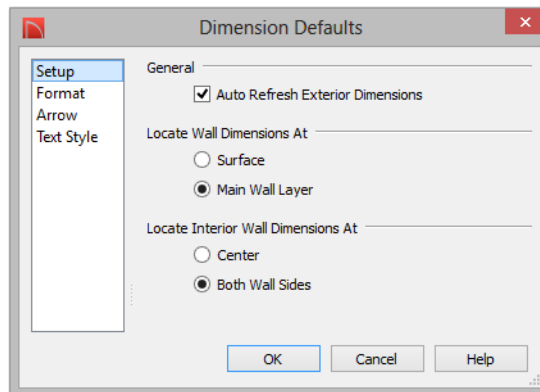 Dimension Defaults
Setup
Format
Arrow
Text Style
General
Auto Refresh Exterior Dimensions
Locate Wall Dimensions At
Surface
Main Wall Layer
Locate Interior Wall Dimensions At
Center
Both Wall Sides
OK
Cancel
Help